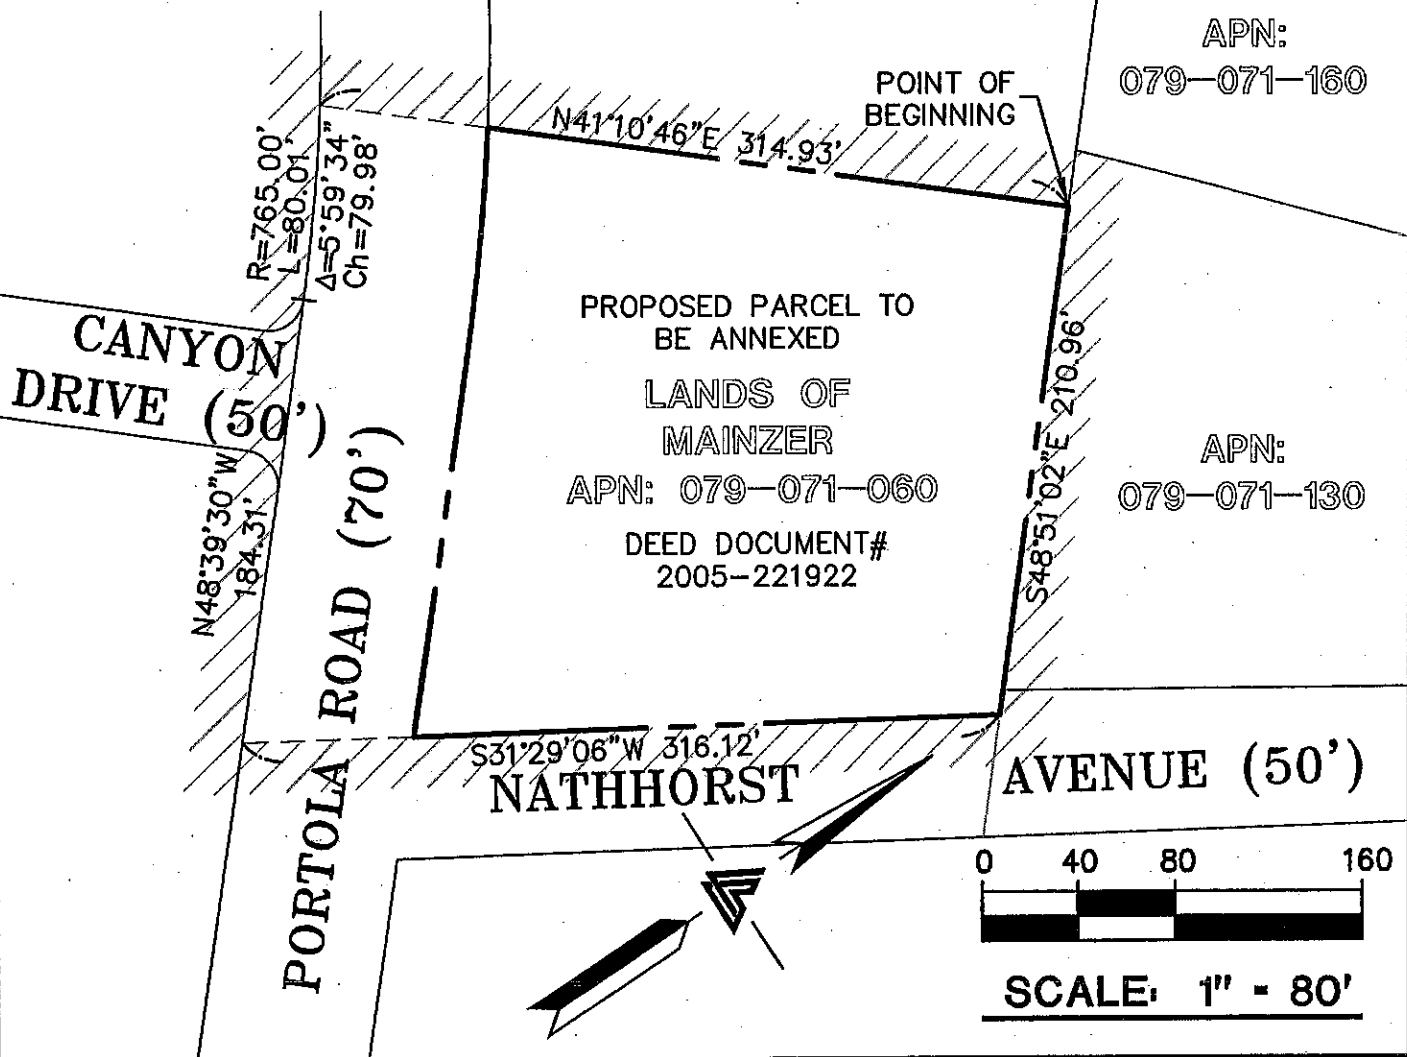 APN:
079-071-160
POINT OF
BEGINNING
N41°10'46"E 314.93'
R=765.00'
L=80.01'
Δ=5°59'34"
Ch=79.98'
PROPOSED PARCEL TO
BE ANNEXED
LANDS OF
MAINZER
APN: 079-071-060
DEED DOCUMENT#
2005-221922
S48°51'02"E 210.96'
APN:
079-071-130
CANYON
DRIVE (50')
N48°39'30"W
184.31'
PORTOLA ROAD (70')
S31°29'06"W 316.12'
NATHHORST AVENUE (50')
0 40 80 160
SCALE: 1" = 80'